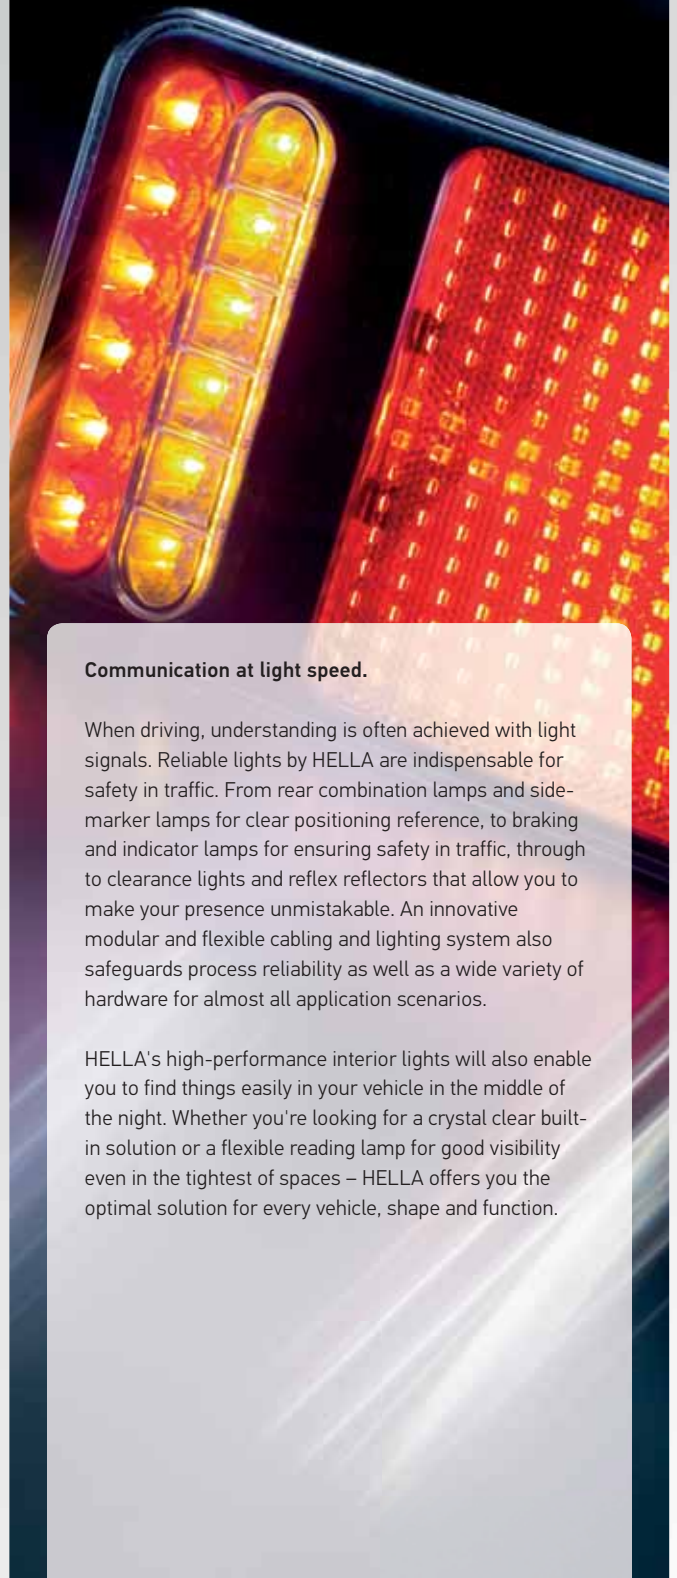 Communication at light speed.
When driving, understanding is often achieved with light
signals. Reliable lights by HELLA are indispensable for
safety in traffic. From rear combination lamps and side-
marker lamps for clear positioning reference, to braking
and indicator lamps for ensuring safety in traffic, through
to clearance lights and reflex reflectors that allow you to
make your presence unmistakable. An innovative
modular and flexible cabling and lighting system also
safeguards process reliability as well as a wide variety of
hardware for almost all application scenarios.
HELLA's high-performance interior lights will also enable
you to find things easily in your vehicle in the middle of
the night. Whether you're looking for a crystal clear built-
in solution or a flexible reading lamp for good visibility
even in the tightest of spaces – HELLA offers you the
optimal solution for every vehicle, shape and function.